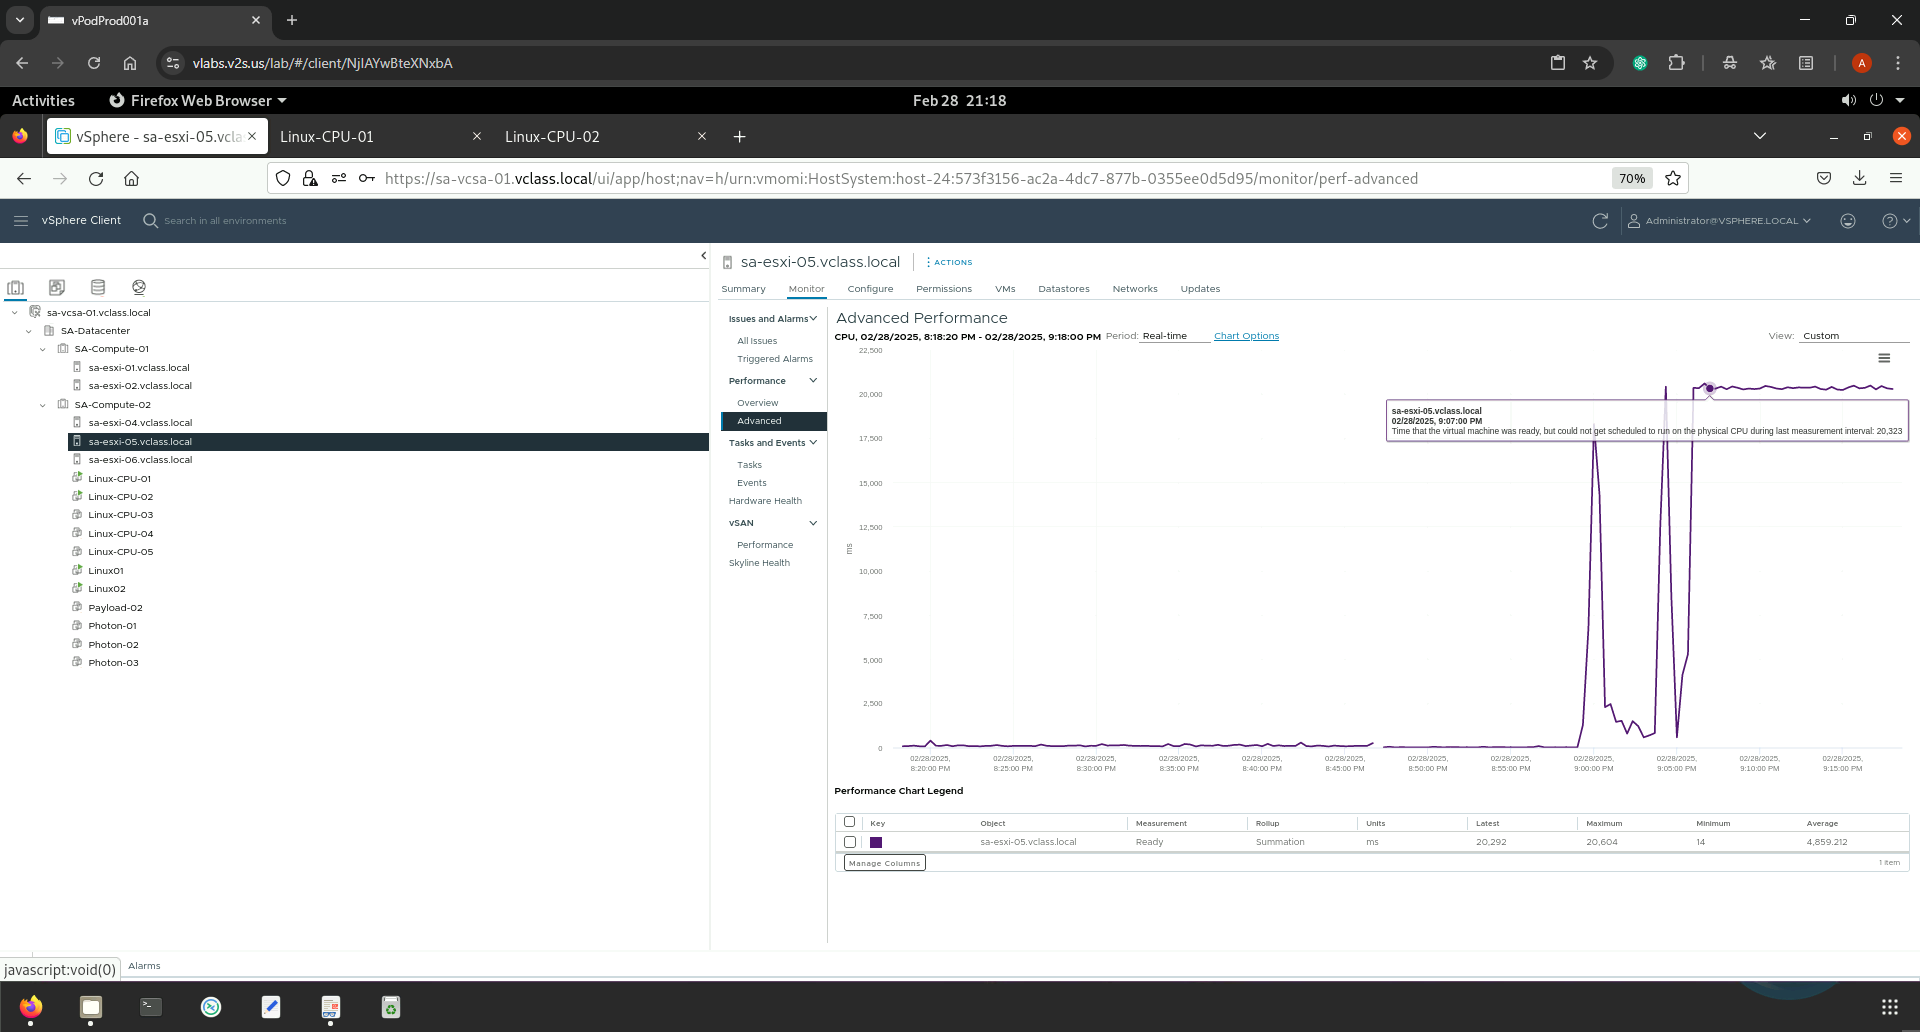 vPodProd001a
vlabs.v2s.us/lab/#/client/NjIAYwBteXNxbA
A
Activities
Firefox Web Browser
Feb 28 21:18
vSphere - sa-esxi-05.vcla
Linux-CPU-01
Linux-CPU-02
https://sa-vcsa-01.vclass.local/ui/app/host;nav=h/urn:vmomi:HostSystem:host-24:573f3156-ac2a-4dc7-877b-0355ee0d5d95/monitor/perf-advanced
70%
vSphere Client
Search in all environments
Administrator@VSPHERE.LOCAL
sa-vcsa-01.vclass.local
SA-Datacenter
SA-Compute-01
sa-esxi-01.vclass.local
sa-esxi-02.vclass.local
SA-Compute-02
sa-esxi-04.vclass.local
sa-esxi-05.vclass.local
sa-esxi-06.vclass.local
Linux-CPU-01
Linux-CPU-02
Linux-CPU-03
Linux-CPU-04
Linux-CPU-05
Linux01
Linux02
Payload-02
Photon-01
Photon-02
Photon-03
sa-esxi-05.vclass.local
ACTIONS
Summary
Monitor
Configure
Permissions
VMs
Datastores
Networks
Updates
Issues and Alarms
All Issues
Triggered Alarms
Performance
Overview
Advanced
Tasks and Events
Tasks
Events
Hardware Health
vSAN
Performance
Skyline Health
Advanced Performance
CPU, 02/28/2025, 8:18:20 PM - 02/28/2025, 9:18:00 PM
Period: Real-time
Chart Options
View: Custom
22,500
20,000
17,500
15,000
12,500
10,000
7,500
5,000
2,500
0
ms
sa-esxi-05.vclass.local
02/28/2025, 9:07:00 PM
Time that the virtual machine was ready, but could not get scheduled to run on the physical CPU during last measurement interval: 20,323
02/28/2025, 8:20:00 PM
02/28/2025, 8:25:00 PM
02/28/2025, 8:30:00 PM
02/28/2025, 8:35:00 PM
02/28/2025, 8:40:00 PM
02/28/2025, 8:45:00 PM
02/28/2025, 8:50:00 PM
02/28/2025, 8:55:00 PM
02/28/2025, 9:00:00 PM
02/28/2025, 9:05:00 PM
02/28/2025, 9:10:00 PM
02/28/2025, 9:15:00 PM
Performance Chart Legend
Key Object Measurement Rollup Units Latest Maximum Minimum Average
sa-esxi-05.vclass.local Ready Summation ms 20,292 20,604 14 4,859.212
Manage Columns
1 item
javascript:void(0)
Alarms